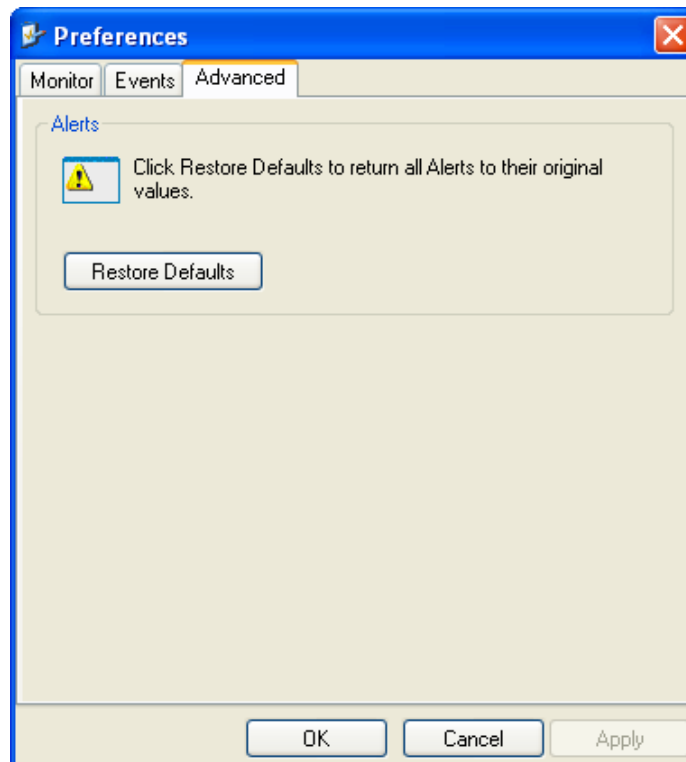 Preferences
Monitor Events Advanced
Alerts
Click Restore Defaults to return all Alerts to their original
values.
Restore Defaults
OK Cancel Apply